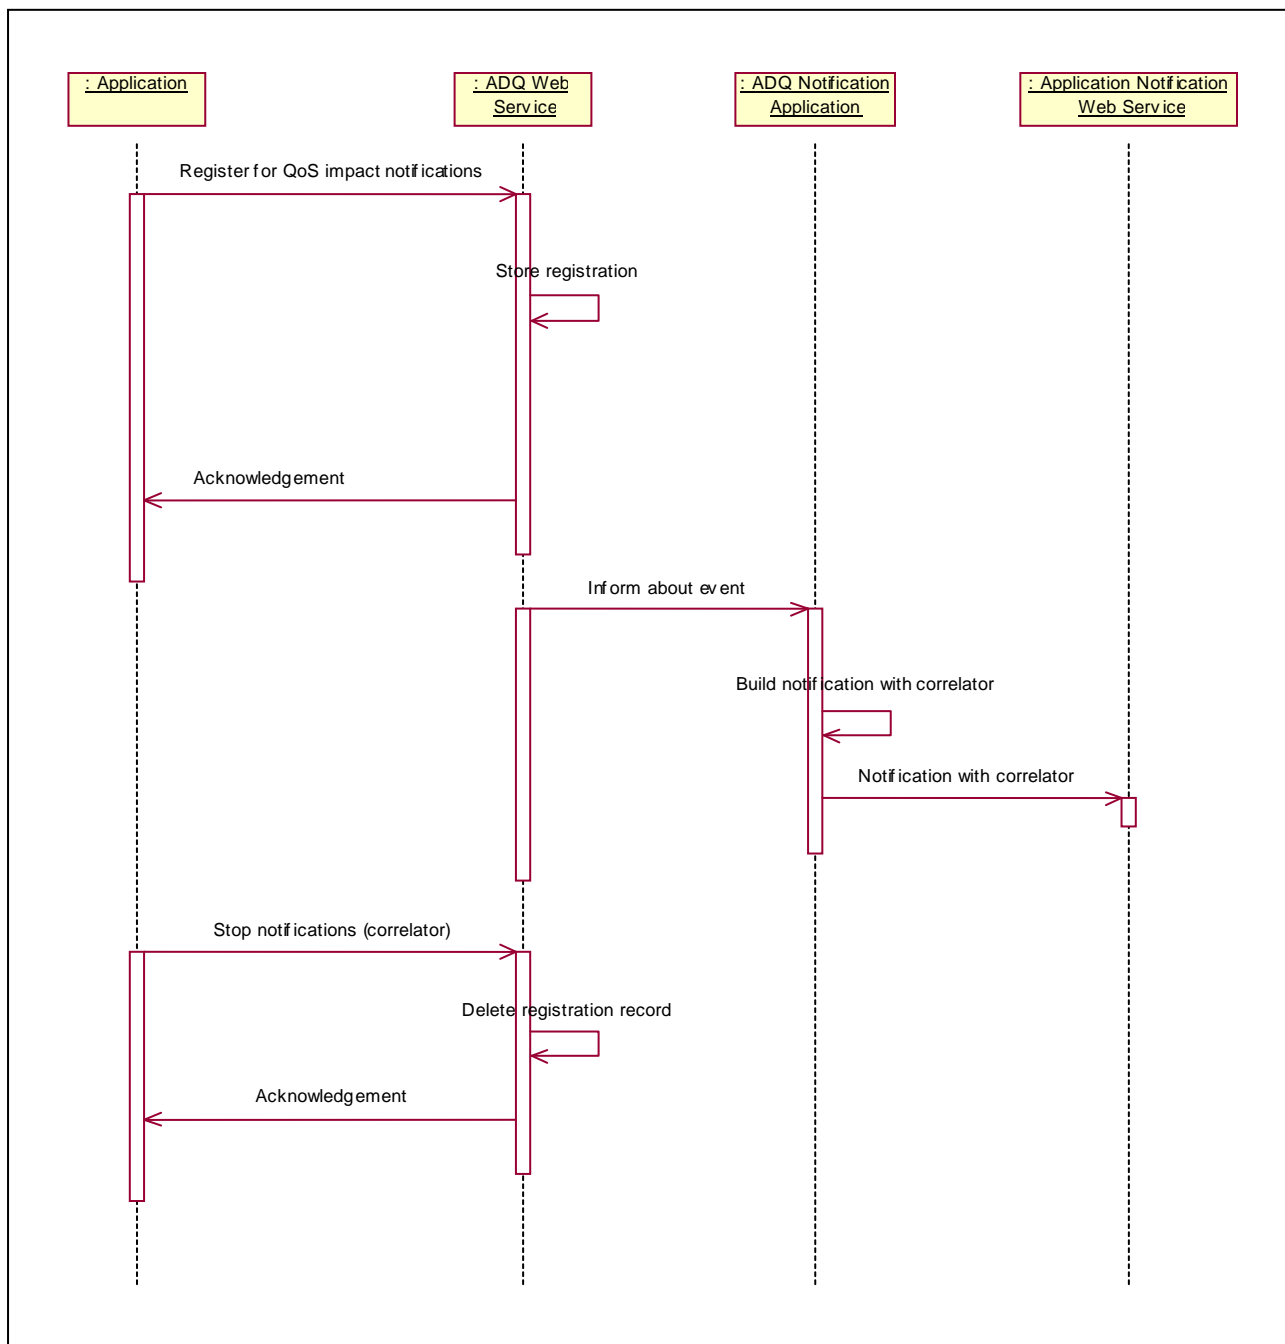 : Application
: ADQ Web
Service
: ADQ Notification
Application
: Application Notification
Web Service
Register for QoS impact notifications
Store registration
Acknowledgement
Inform about event
Build notification with correlator
Notification with correlator
Stop notifications (correlator)
Delete registration record
Acknowledgement